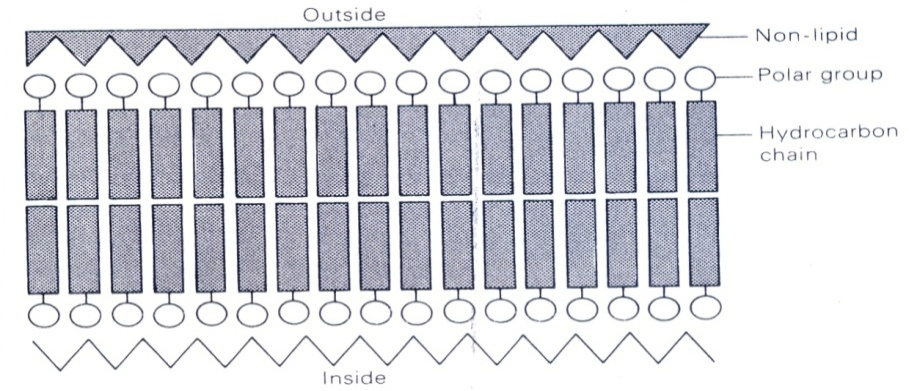 Outside
Non-lipid
Polar group
Hydrocarbon
chain
Inside